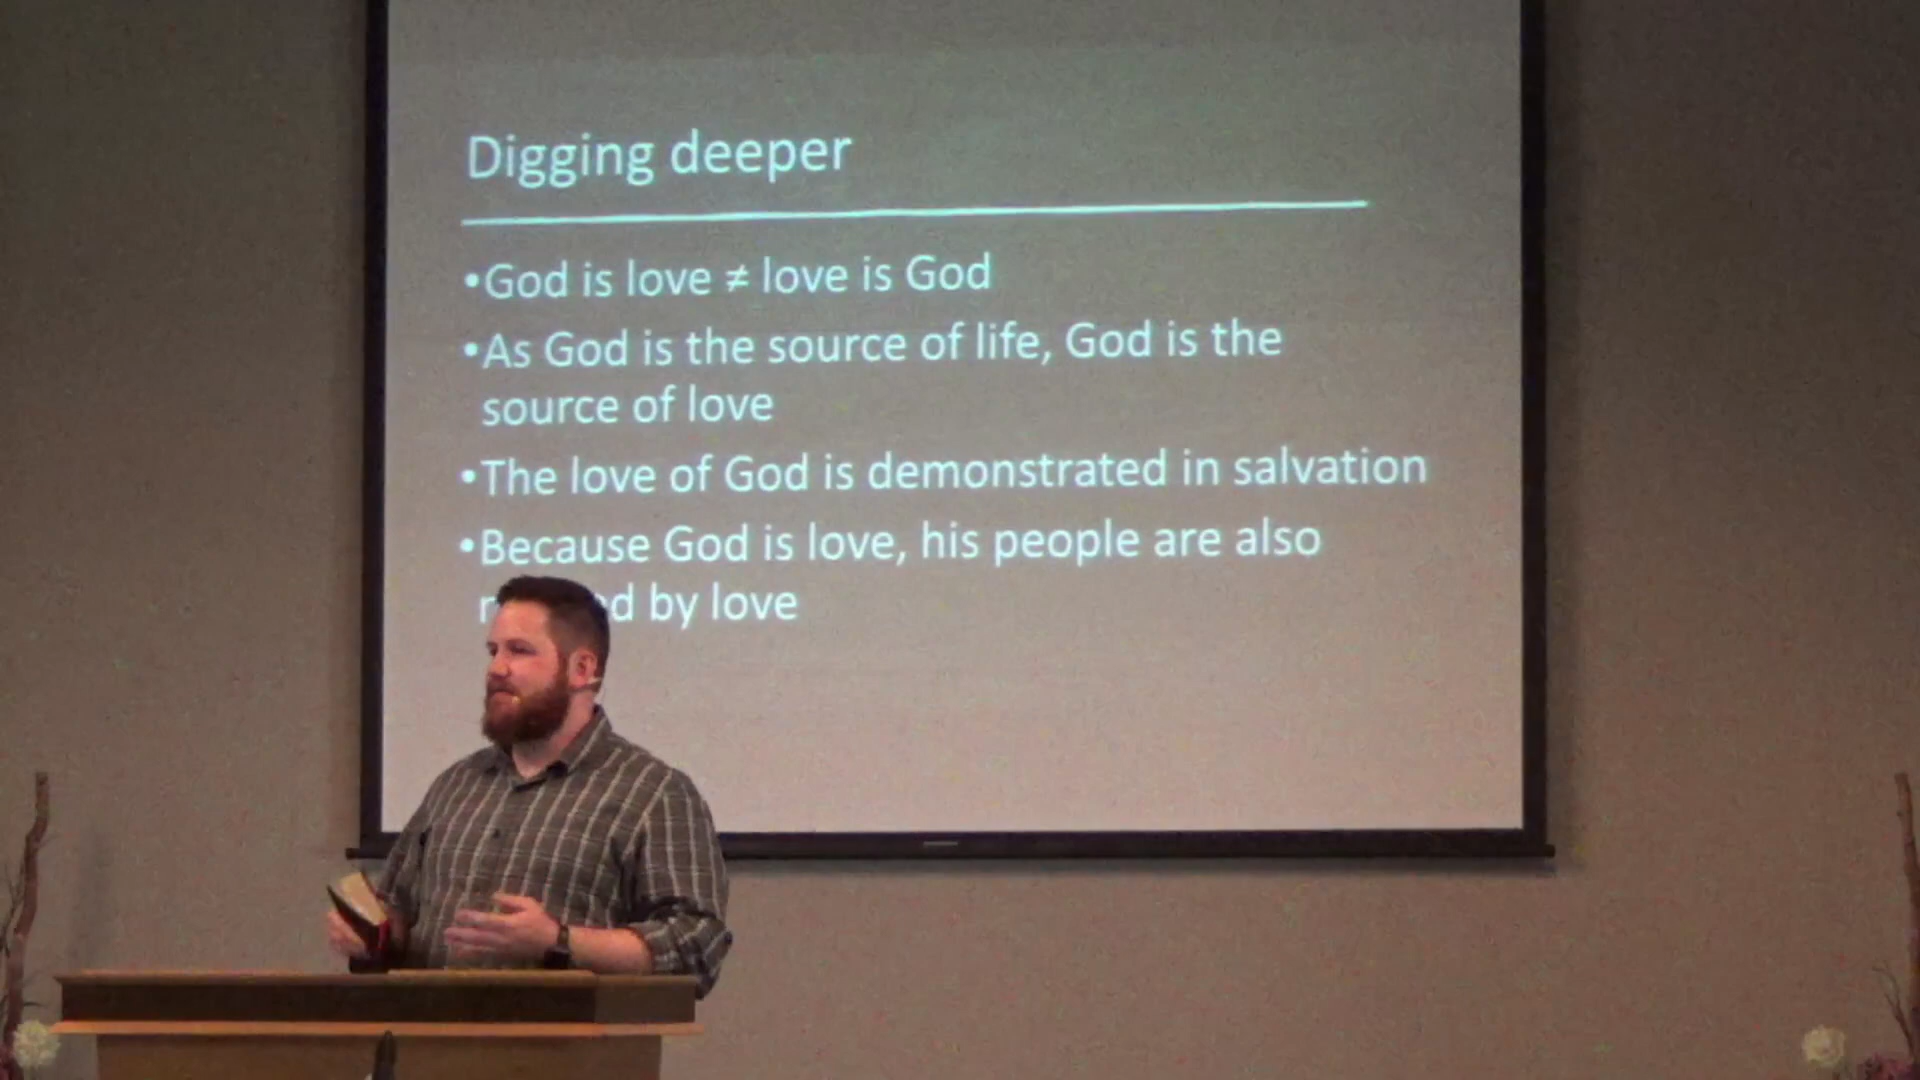 Digging deeper
•God is love ≠ love is God
•As God is the source of life, God is the
source of love
•The love of God is demonstrated in salvation
•Because God is love, his people are also
by love